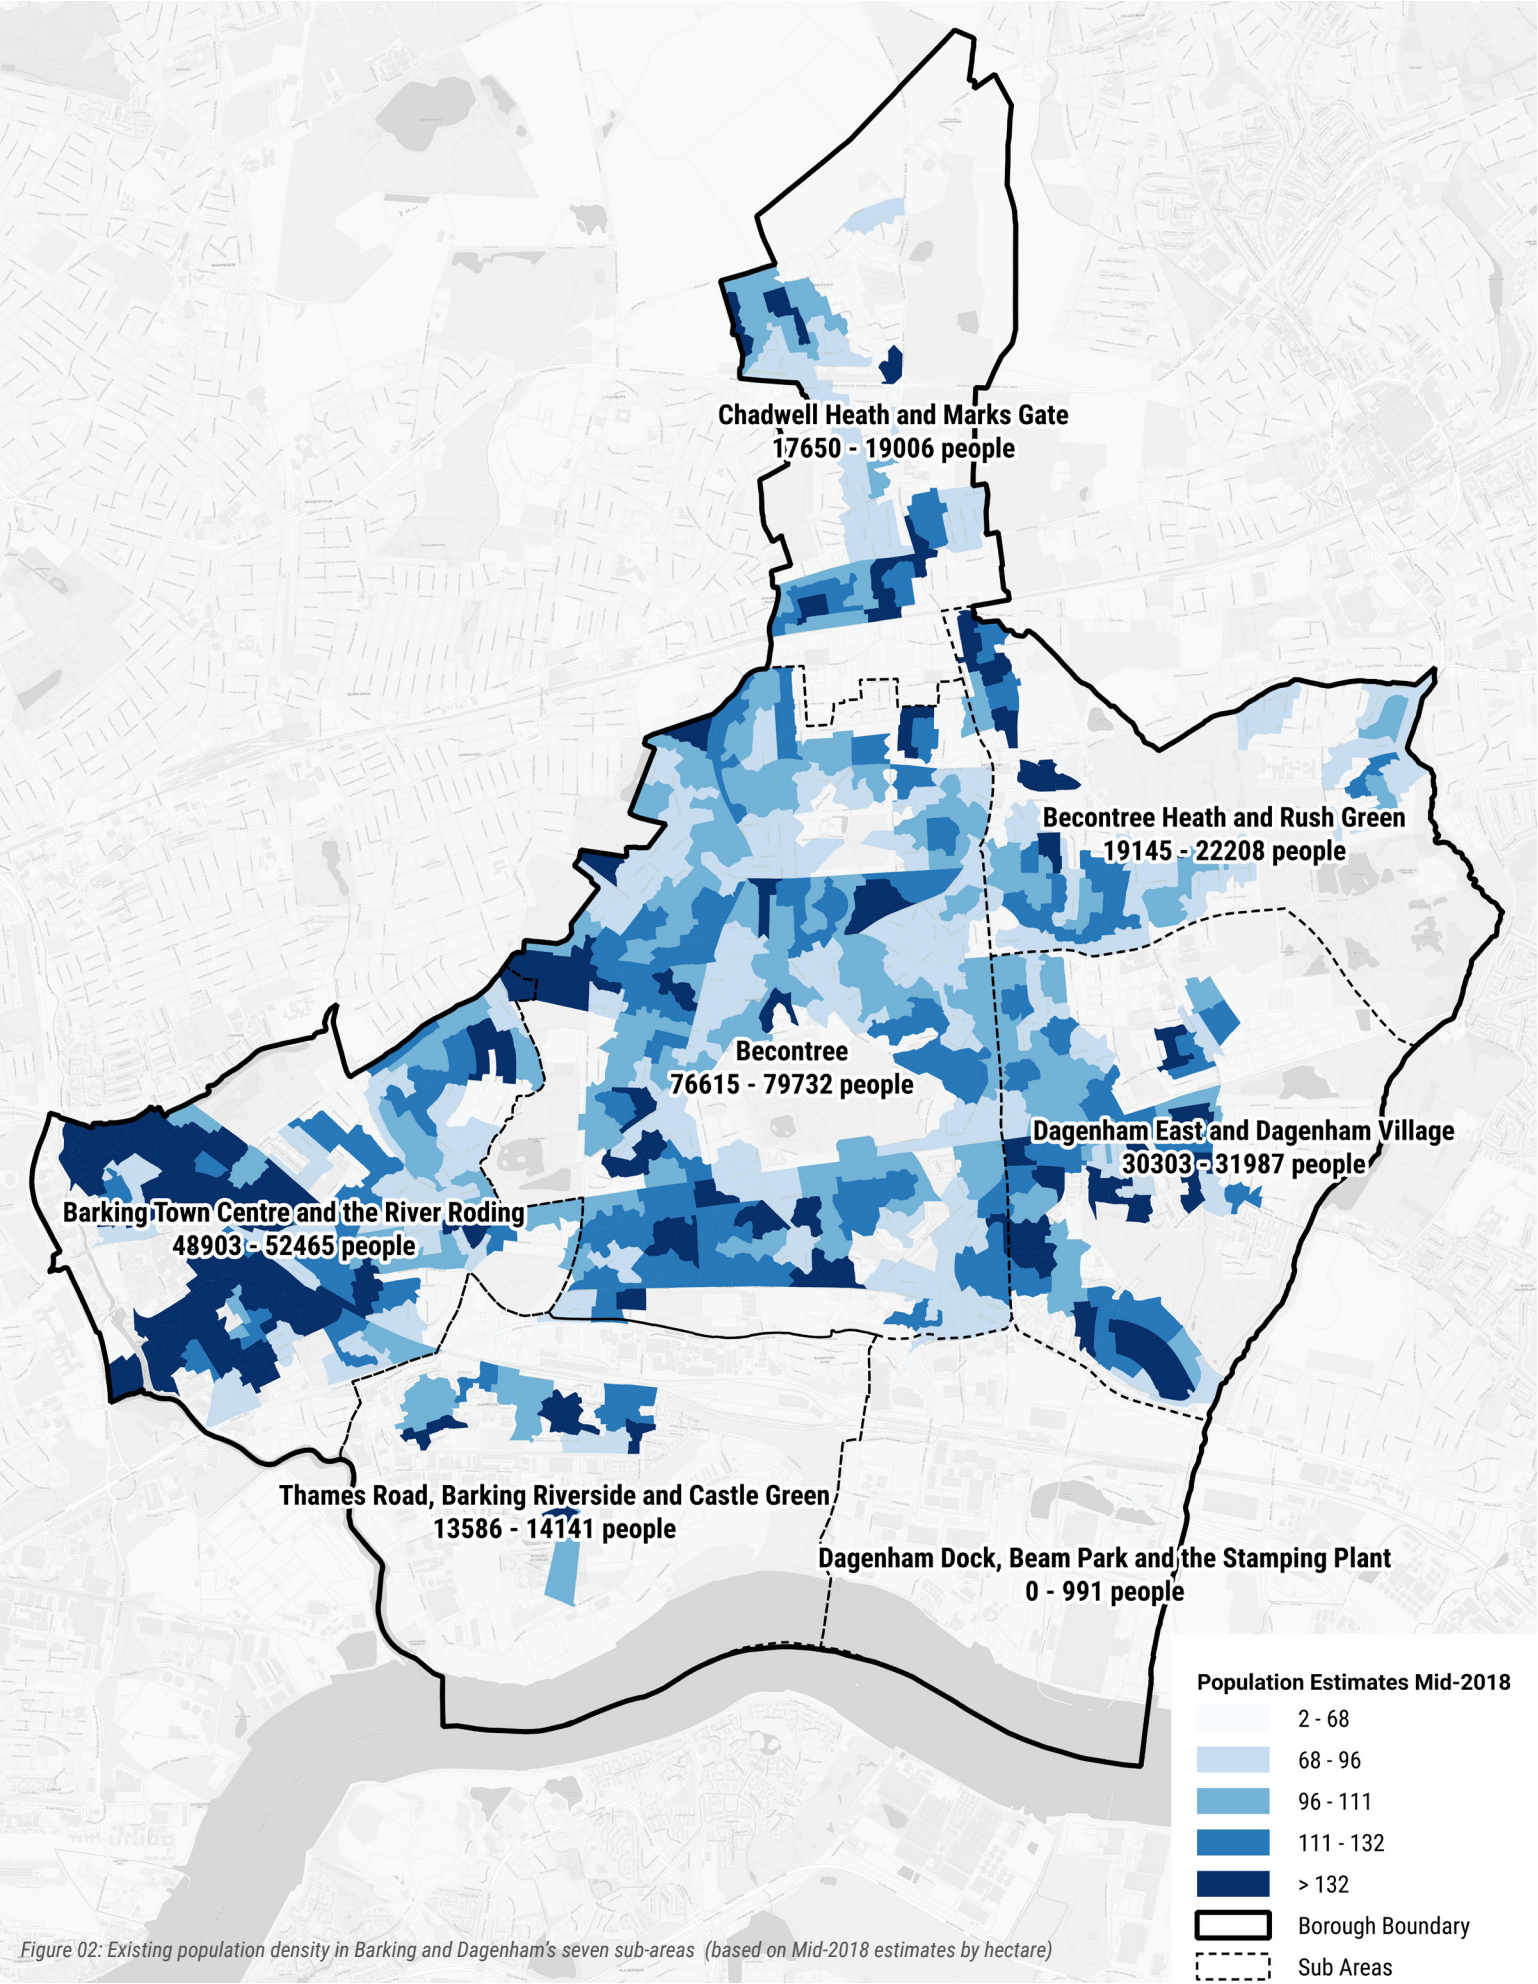 Chadwell Heath and Marks Gate
17650 - 19006 people
Becontree Heath and Rush Green
19145 - 22208 people
Becontree
76615 - 79732 people
Dagenham East and Dagenham Village
30303 - 31987 people
Barking Town Centre and the River Roding
48903 - 52465 people
Thames Road, Barking Riverside and Castle Green
13586 - 14141 people
Dagenham Dock, Beam Park and the Stamping Plant
0 - 991 people
Population Estimates Mid-2018
2 - 68
68 - 96
96 - 111
111 - 132
> 132
Borough Boundary
Sub Areas
Figure 02: Existing population density in Barking and Dagenham's seven sub-areas (based on Mid-2018 estimates by hectare)